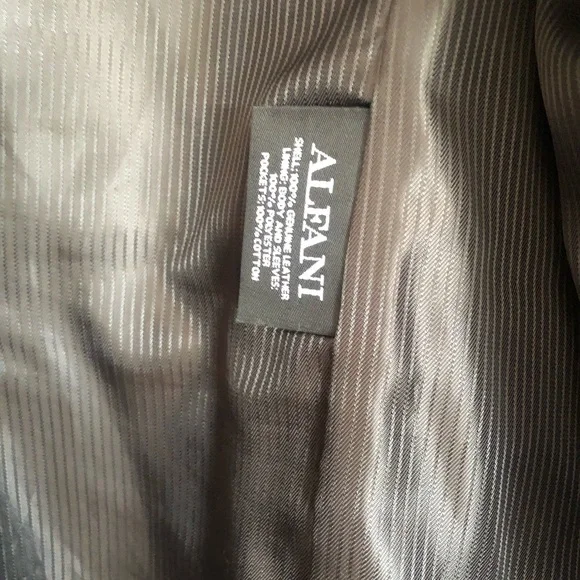 ALFANI
SHELL: 100% GENUINE LEATHER
LINING: BODY AND SLEEVES:
100% POLYESTER
POCKETS: 100% COTTON